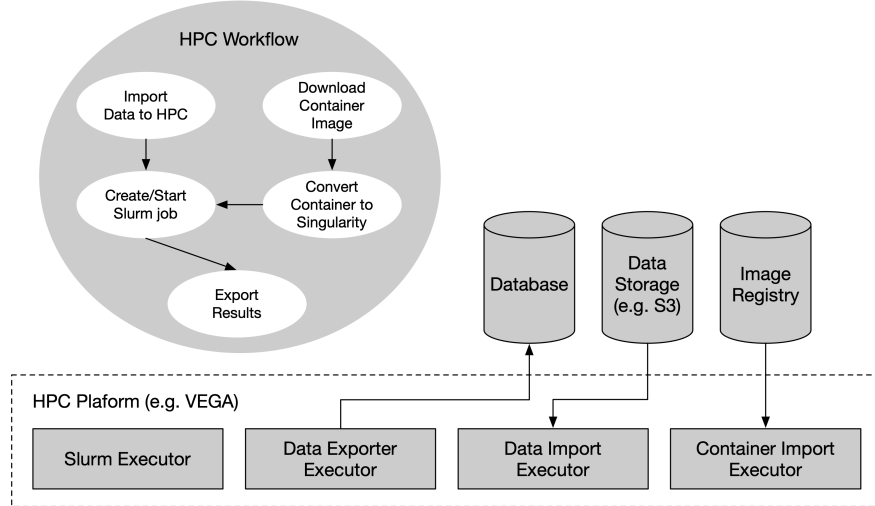 HPC Workflow
Import
Data to HPC
Download
Container
Image
Create/Start
Slurm job
Convert
Container to
Singularity
Export
Results
Database
Data
Storage
(e.g. S3)
Image
Registry
HPC Plaform (e.g. VEGA)
Slurm Executor
Data Exporter
Executor
Data Import
Executor
Container Import
Executor